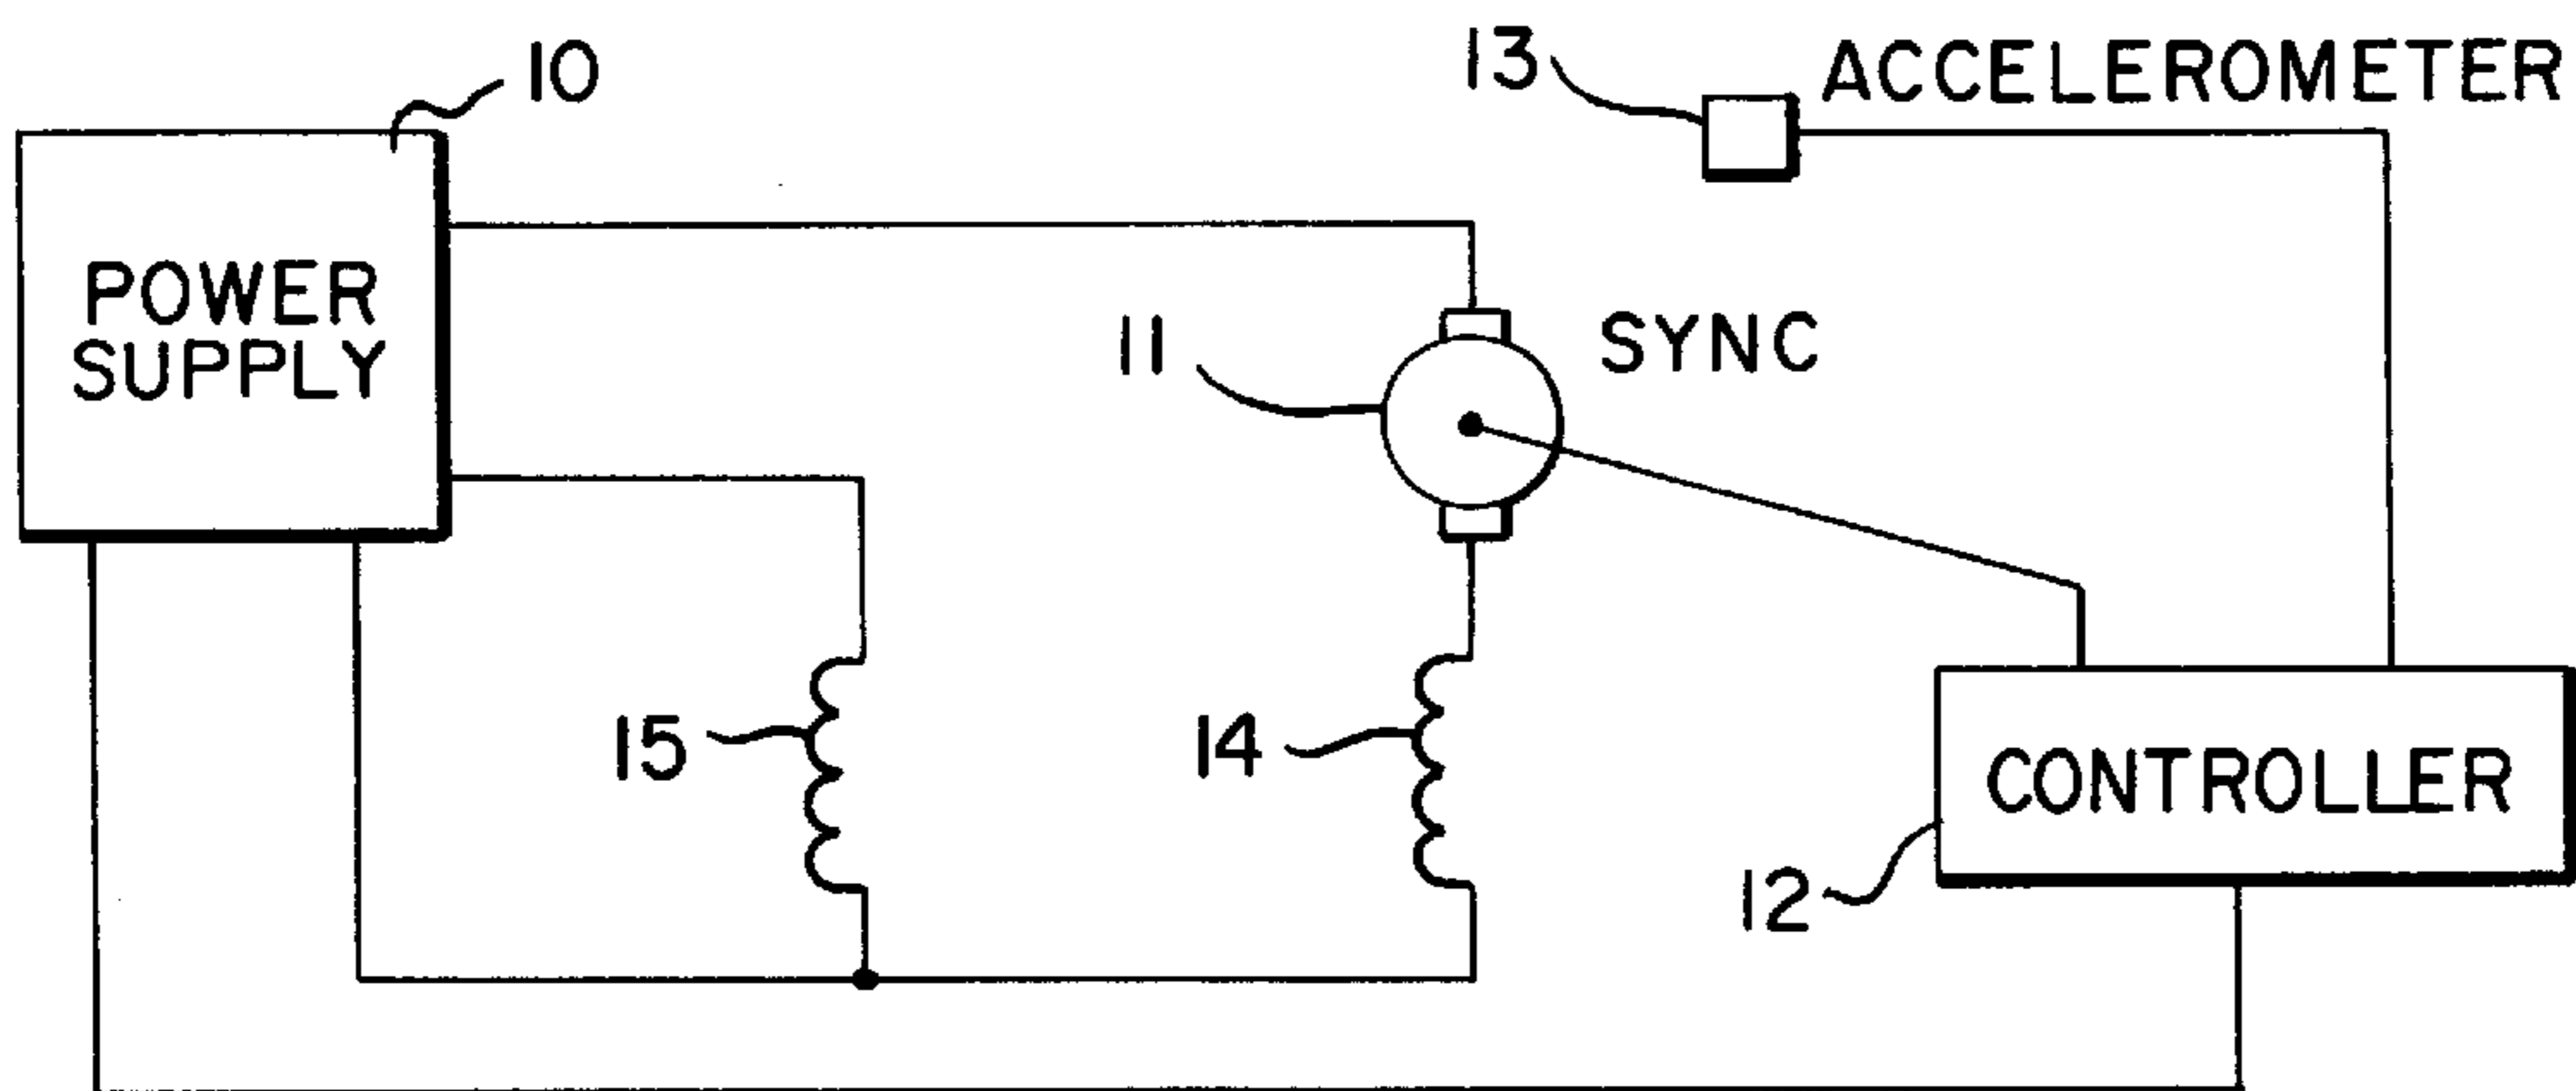 10
13
ACCELEROMETER
POWER
SUPPLY
11
SYNC
15
14
CONTROLLER
12